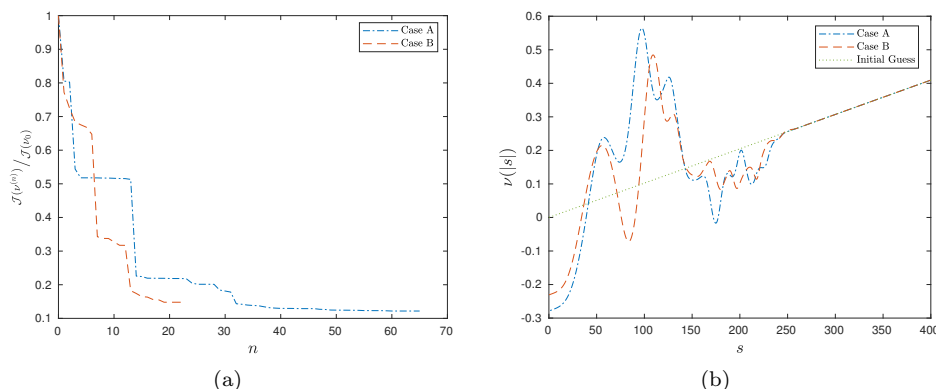 1
0.9
0.8
0.7
0.6
0.5
0.4
0.3
0.2
0.1
𝒥(ν⁽ⁿ⁾)/𝒥(ν₀)
0 10 20 30 40 50 60 70
n
Case A
Case B
(a)
0.6
0.5
0.4
0.3
0.2
0.1
0
-0.1
-0.2
-0.3
ν(|s|)
0 50 100 150 200 250 300 350 400
s
Case A
Case B
Initial Guess
(b)